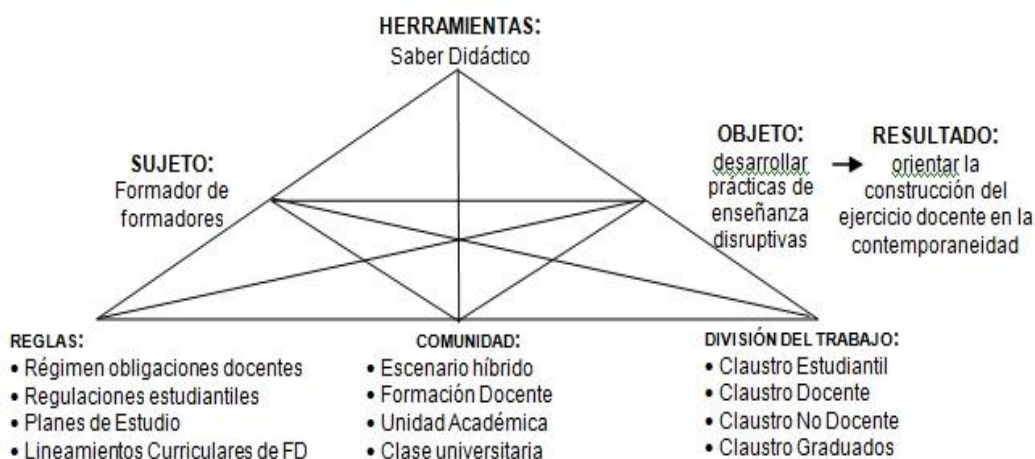 HERRAMIENTAS:
Saber Didáctico
SUJETO:
Formador de
formadores
OBJETO:
desarrollar
prácticas de
enseñanza
disruptivas
RESULTADO:
orientar la
construcción del
ejercicio docente en la
contemporaneidad
REGLAS:
• Régimen obligaciones docentes
• Regulaciones estudiantiles
• Planes de Estudio
• Lineamientos Curriculares de FD
COMUNIDAD:
• Escenario híbrido
• Formación Docente
• Unidad Académica
• Clase universitaria
DIVISIÓN DEL TRABAJO:
• Claustro Estudiantil
• Claustro Docente
• Claustro No Docente
• Claustro Graduados